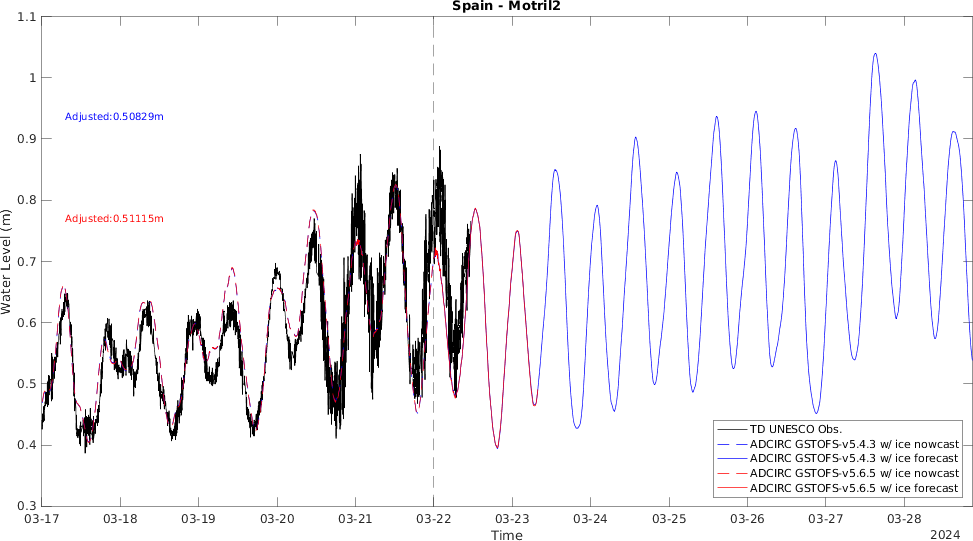 Spain - Motril2
1.1
1
0.9
0.8
0.7
0.6
0.5
0.4
0.3
Water Level (m)
Adjusted:0.50829m
Adjusted:0.51115m
TD UNESCO Obs.
ADCIRC GSTOFS-v5.4.3 w/ ice nowcast
ADCIRC GSTOFS-v5.4.3 w/ ice forecast
ADCIRC GSTOFS-v5.6.5 w/ ice nowcast
ADCIRC GSTOFS-v5.6.5 w/ ice forecast
03-17 03-18 03-19 03-20 03-21 03-22 03-23 03-24 03-25 03-26 03-27 03-28
Time
2024